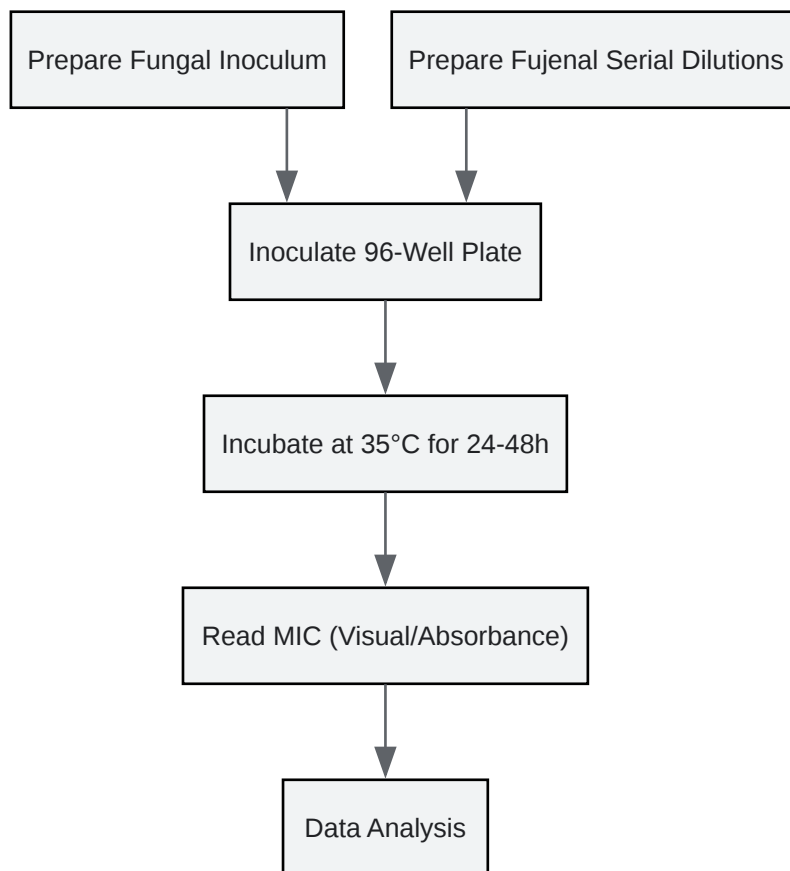 Prepare Fungal Inoculum
Prepare Fujenal Serial Dilutions
Inoculate 96-Well Plate
Incubate at 35°C for 24-48h
Read MIC (Visual/Absorbance)
Data Analysis